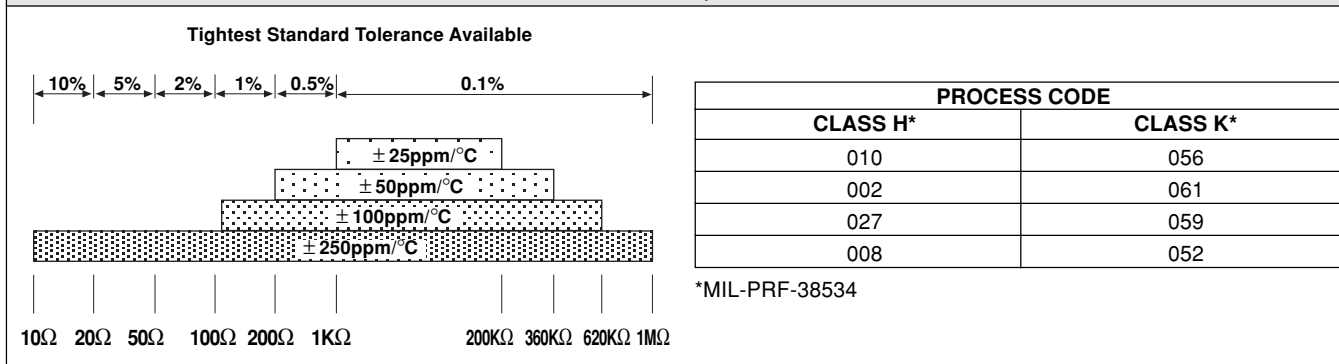 Tightest Standard Tolerance Available
10% 5% 2% 1% 0.5% 0.1%
± 25ppm/°C
± 50ppm/°C
± 100ppm/°C
± 250ppm/°C
10Ω 20Ω 50Ω 100Ω 200Ω 1KΩ 200KΩ 360KΩ 620KΩ 1MΩ
PROCESS CODE
CLASS H* CLASS K*
010 056
002 061
027 059
008 052
*MIL-PRF-38534